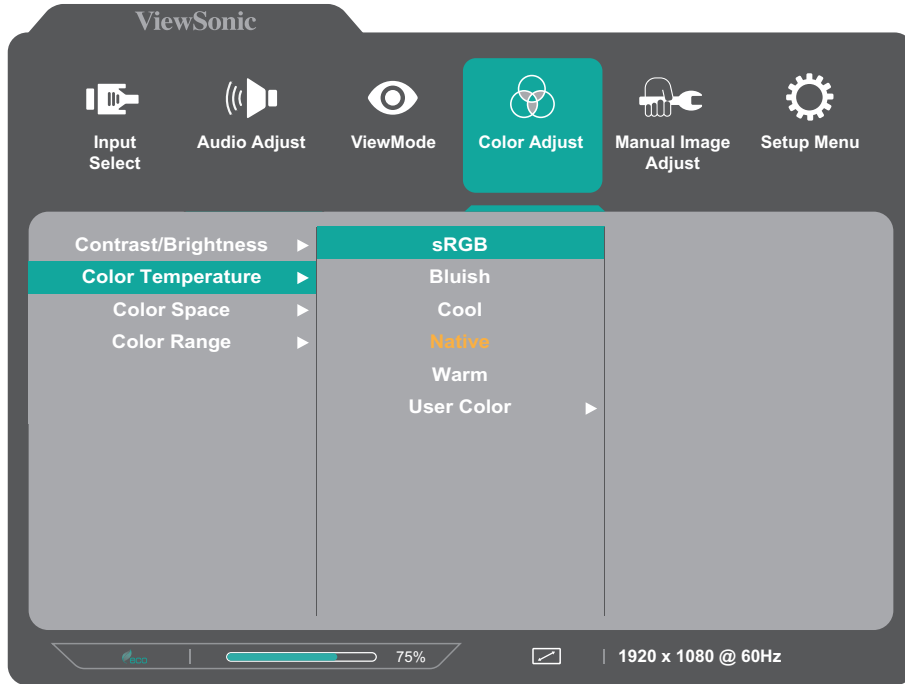 ViewSonic
Input Select
Audio Adjust
ViewMode
Color Adjust
Manual Image Adjust
Setup Menu
Contrast/Brightness
Color Temperature
Color Space
Color Range
sRGB
Bluish
Cool
Native
Warm
User Color
eco
75%
1920 x 1080 @ 60Hz